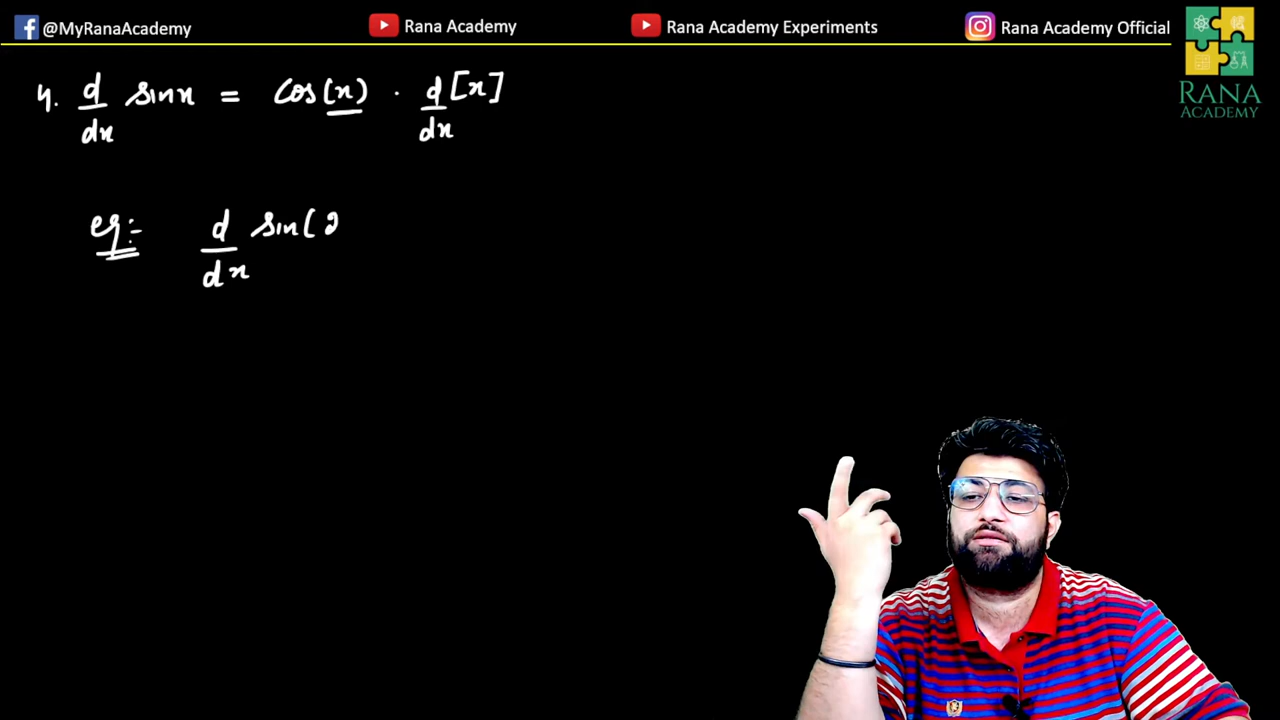 @MyRanaAcademy Rana Academy Rana Academy Experiments Rana Academy Official
RANA
ACADEMY
4. d/dx sinx = cos(x) · d/dx [x]
eg:- d/dx sin(2